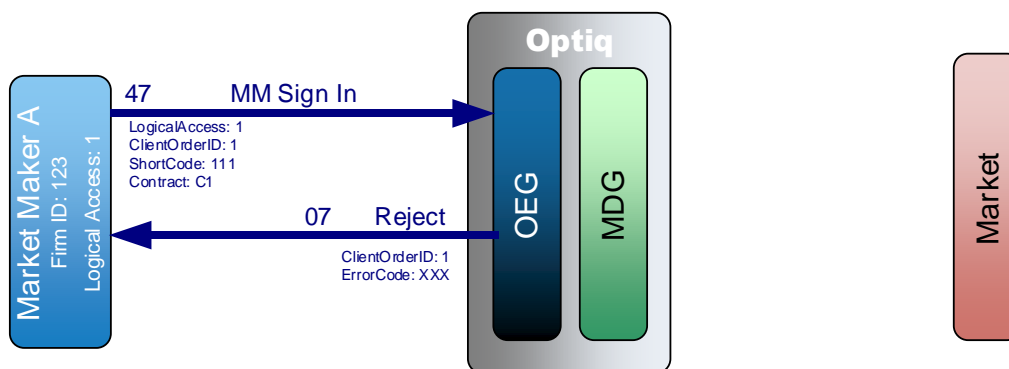 Optiq
Market Maker A
Firm ID: 123
Logical Access: 1
47 MM Sign In
LogicalAccess: 1
ClientOrderID: 1
ShortCode: 111
Contract: C1
07 Reject
ClientOrderID: 1
ErrorCode: XXX
OEG
MDG
Market